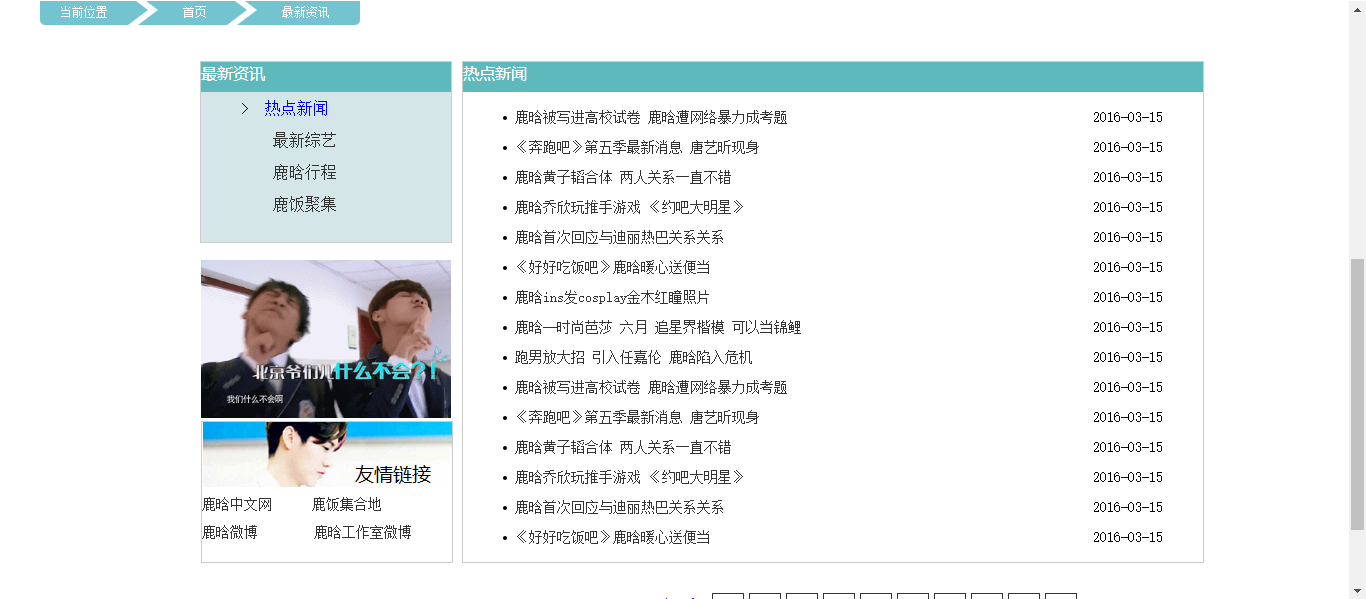 当前位置 首页 最新资讯
最新资讯
热点新闻
最新综艺
鹿晗行程
鹿饭聚集
北京爷们儿什么不会?!
我们什么不会啊
友情链接
鹿晗中文网 鹿饭集合地
鹿晗微博 鹿晗工作室微博
热点新闻
• 鹿晗被写进高校试卷 鹿晗遭网络暴力成考题 2016-03-15
• 《奔跑吧》第五季最新消息 唐艺昕现身 2016-03-15
• 鹿晗黄子韬合体 两人关系一直不错 2016-03-15
• 鹿晗乔欣玩推手游戏 《约吧大明星》 2016-03-15
• 鹿晗首次回应与迪丽热巴关系关系 2016-03-15
• 《好好吃饭吧》鹿晗暖心送便当 2016-03-15
• 鹿晗ins发cosplay金木红瞳照片 2016-03-15
• 鹿晗一时尚芭莎 六月 追星界楷模 可以当锦鲤 2016-03-15
• 跑男放大招 引入任嘉伦 鹿晗陷入危机 2016-03-15
• 鹿晗被写进高校试卷 鹿晗遭网络暴力成考题 2016-03-15
• 《奔跑吧》第五季最新消息 唐艺昕现身 2016-03-15
• 鹿晗黄子韬合体 两人关系一直不错 2016-03-15
• 鹿晗乔欣玩推手游戏 《约吧大明星》 2016-03-15
• 鹿晗首次回应与迪丽热巴关系关系 2016-03-15
• 《好好吃饭吧》鹿晗暖心送便当 2016-03-15